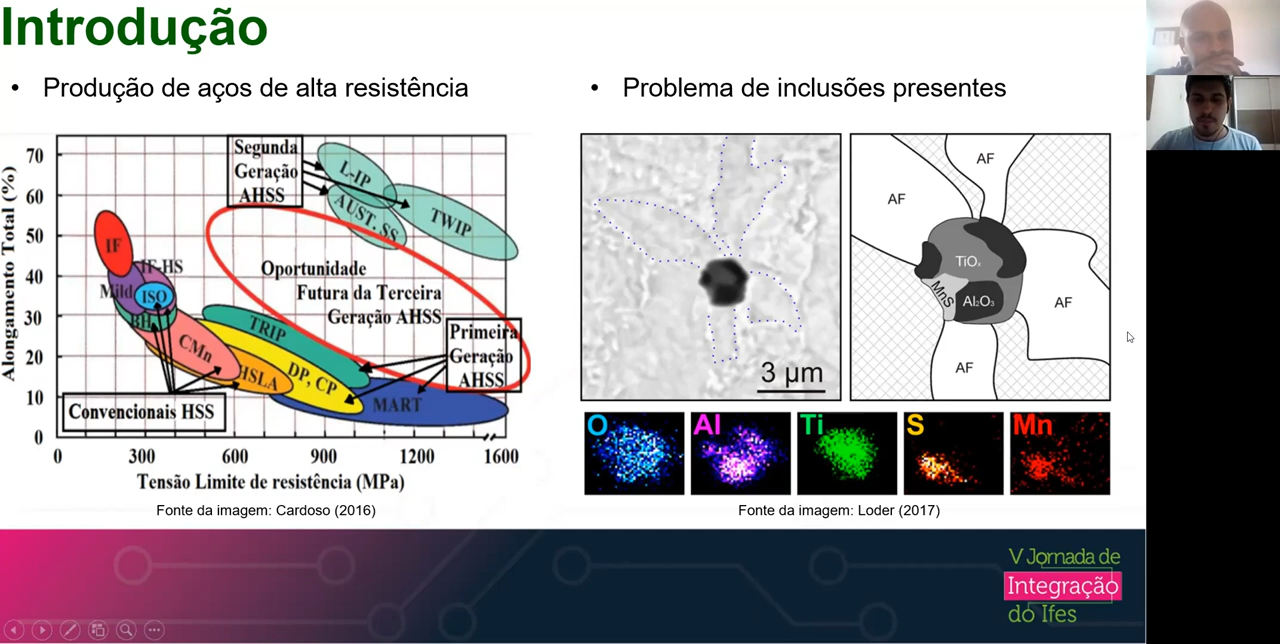 Introdução
• Produção de aços de alta resistência
• Problema de inclusões presentes
Alongamento Total (%)
70
60
50
40
30
20
10
0
0
300
600
900
1200
1600
Tensão Limite de resistência (MPa)
Segunda
Geração
AHSS
L-IP
AUST. SS
TWIP
IF
IF-HS
Mild
ISO
BH
CMn
HSLA
TRIP
DP, CP
MART
Oportunidade
Futura da Terceira
Geração AHSS
Primeira
Geração
AHSS
Convencionais HSS
Fonte da imagem: Cardoso (2016)
3 µm
AF
AF
AF
AF
TiOₓ
MnS
Al₂O₃
O
Al
Ti
S
Mn
Fonte da imagem: Loder (2017)
V Jornada de
Integração
do Ifes